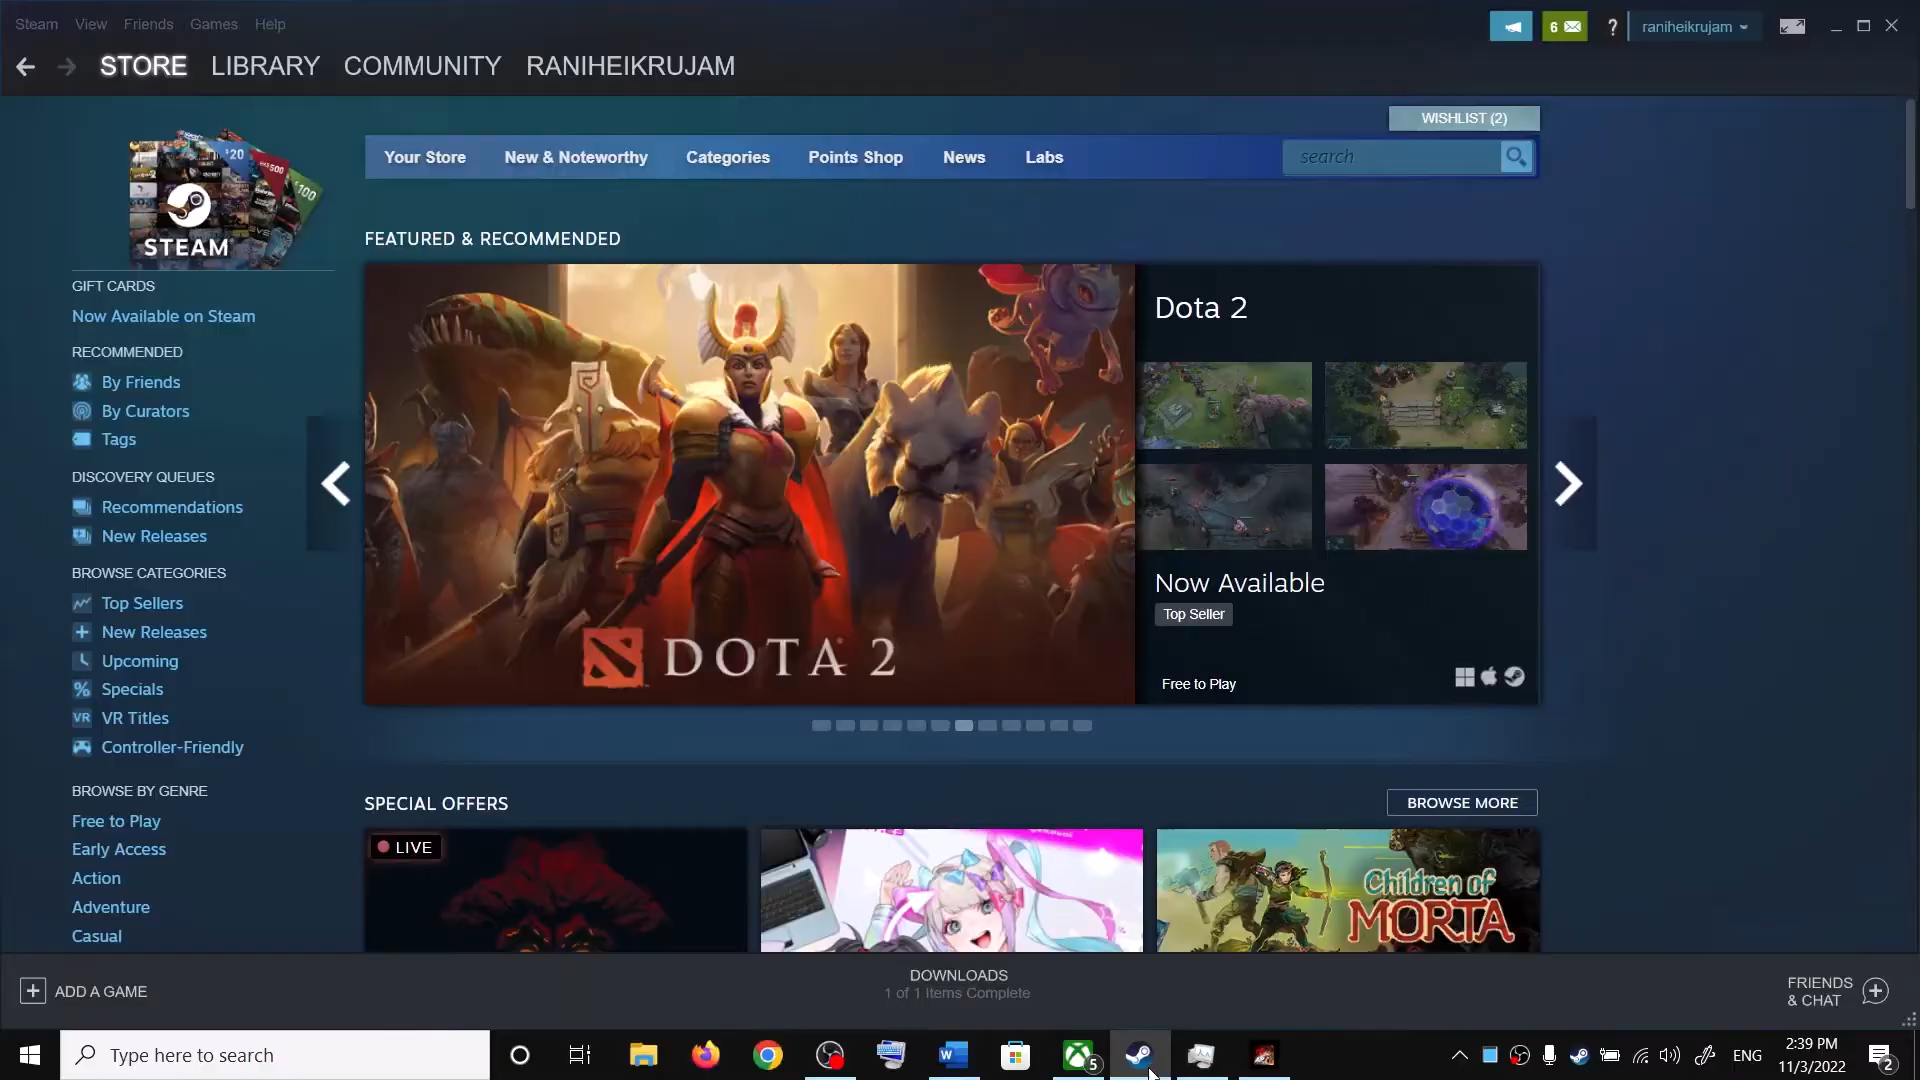 Steam View Friends Games Help
6
?
raniheikrujam
STORE LIBRARY COMMUNITY RANIHEIKRUJAM
WISHLIST (2)
Your Store New & Noteworthy Categories Points Shop News Labs
search
$20
$100
STEAM
FEATURED & RECOMMENDED
GIFT CARDS
Now Available on Steam
RECOMMENDED
By Friends
By Curators
Tags
DISCOVERY QUEUES
Recommendations
New Releases
BROWSE CATEGORIES
Top Sellers
New Releases
Upcoming
Specials
VR VR Titles
Controller-Friendly
BROWSE BY GENRE
Free to Play
Early Access
Action
Adventure
Casual
DOTA 2
Dota 2
Now Available
Top Seller
Free to Play
SPECIAL OFFERS
BROWSE MORE
LIVE
Children of
MORTA
ADD A GAME
DOWNLOADS
1 of 1 Items Complete
FRIENDS
& CHAT
Type here to search
5
ENG
2:39 PM
11/3/2022
2